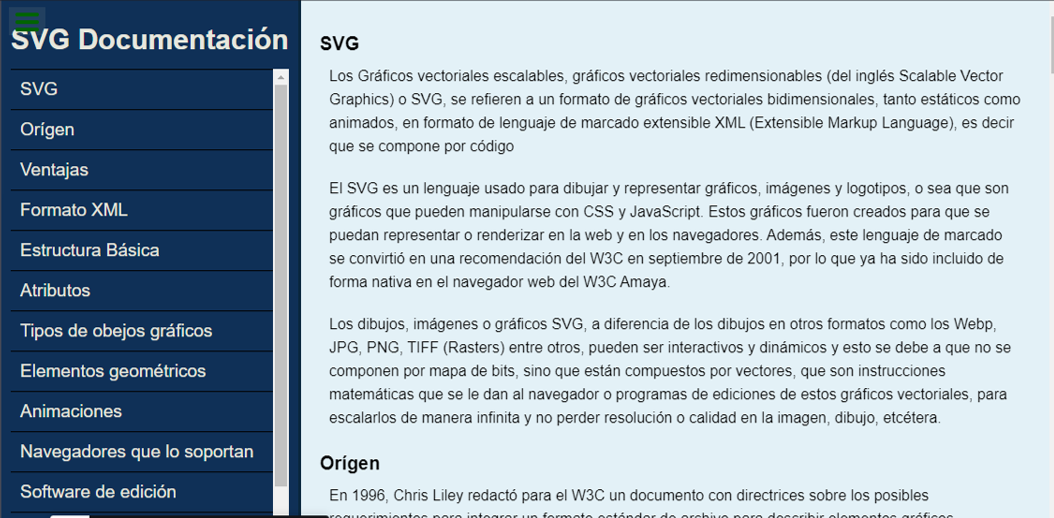 SVG Documentación
SVG
Orígen
Ventajas
Formato XML
Estructura Básica
Atributos
Tipos de obejos gráficos
Elementos geométricos
Animaciones
Navegadores que lo soportan
Software de edición
SVG
Los Gráficos vectoriales escalables, gráficos vectoriales redimensionables (del inglés Scalable Vector
Graphics) o SVG, se refieren a un formato de gráficos vectoriales bidimensionales, tanto estáticos como
animados, en formato de lenguaje de marcado extensible XML (Extensible Markup Language), es decir
que se compone por código
El SVG es un lenguaje usado para dibujar y representar gráficos, imágenes y logotipos, o sea que son
gráficos que pueden manipularse con CSS y JavaScript. Estos gráficos fueron creados para que se
puedan representar o renderizar en la web y en los navegadores. Además, este lenguaje de marcado
se convirtió en una recomendación del W3C en septiembre de 2001, por lo que ya ha sido incluido de
forma nativa en el navegador web del W3C Amaya.
Los dibujos, imágenes o gráficos SVG, a diferencia de los dibujos en otros formatos como los Webp,
JPG, PNG, TIFF (Rasters) entre otros, pueden ser interactivos y dinámicos y esto se debe a que no se
componen por mapa de bits, sino que están compuestos por vectores, que son instrucciones
matemáticas que se le dan al navegador o programas de ediciones de estos gráficos vectoriales, para
escalarlos de manera infinita y no perder resolución o calidad en la imagen, dibujo, etcétera.
Orígen
En 1996, Chris Liley redactó para el W3C un documento con directrices sobre los posibles
requerimientos para integrar un formato estándar de archivo para describir elementos gráficos